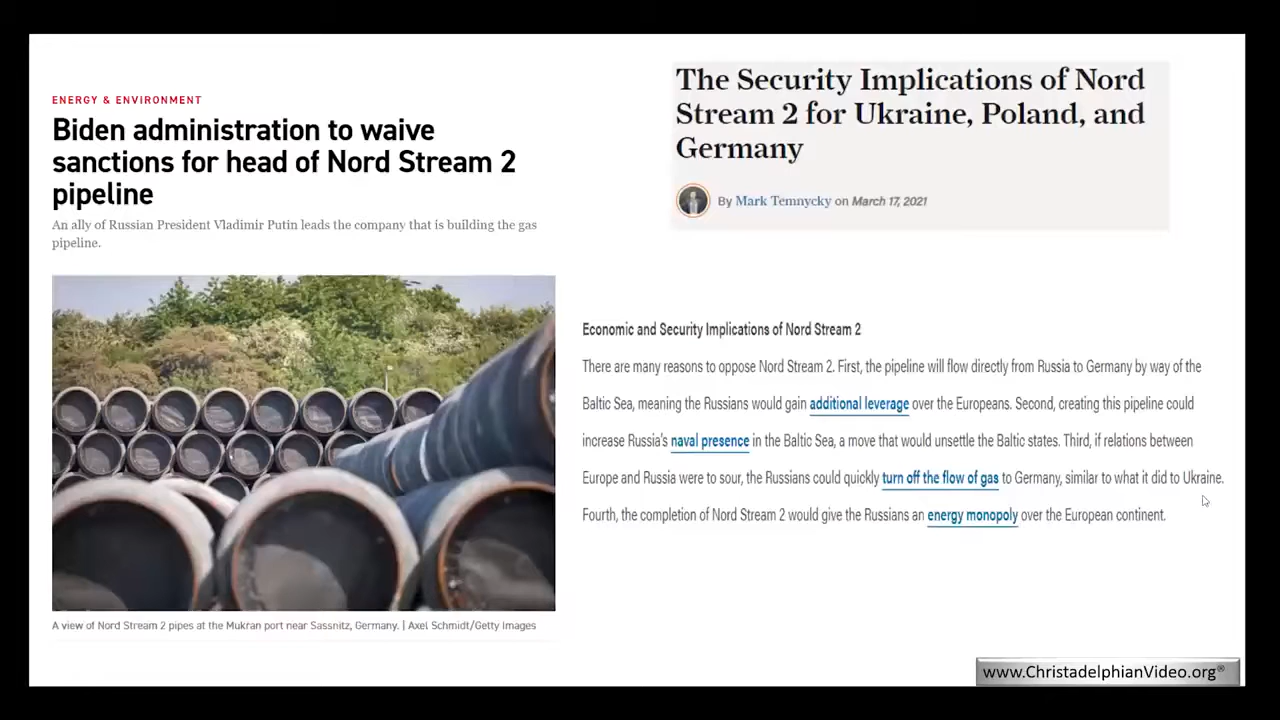 ENERGY & ENVIRONMENT
Biden administration to waive
sanctions for head of Nord Stream 2
pipeline
An ally of Russian President Vladimir Putin leads the company that is building the gas
pipeline.
A view of Nord Stream 2 pipes at the Mukran port near Sassnitz, Germany. | Axel Schmidt/Getty Images
The Security Implications of Nord
Stream 2 for Ukraine, Poland, and
Germany
By Mark Temnycky on March 17, 2021
Economic and Security Implications of Nord Stream 2
There are many reasons to oppose Nord Stream 2. First, the pipeline will flow directly from Russia to Germany by way of the
Baltic Sea, meaning the Russians would gain additional leverage over the Europeans. Second, creating this pipeline could
increase Russia's naval presence in the Baltic Sea, a move that would unsettle the Baltic states. Third, if relations between
Europe and Russia were to sour, the Russians could quickly turn off the flow of gas to Germany, similar to what it did to Ukraine.
Fourth, the completion of Nord Stream 2 would give the Russians an energy monopoly over the European continent.
www.ChristadelphianVideo.org®